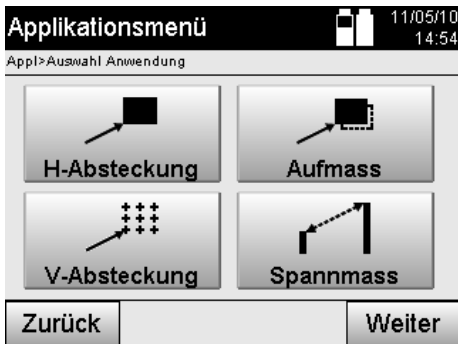 Applikationsmenü
11/05/10
14:54
Appl>Auswahl Anwendung
H-Absteckung
Aufmass
V-Absteckung
Spannmass
Zurück
Weiter